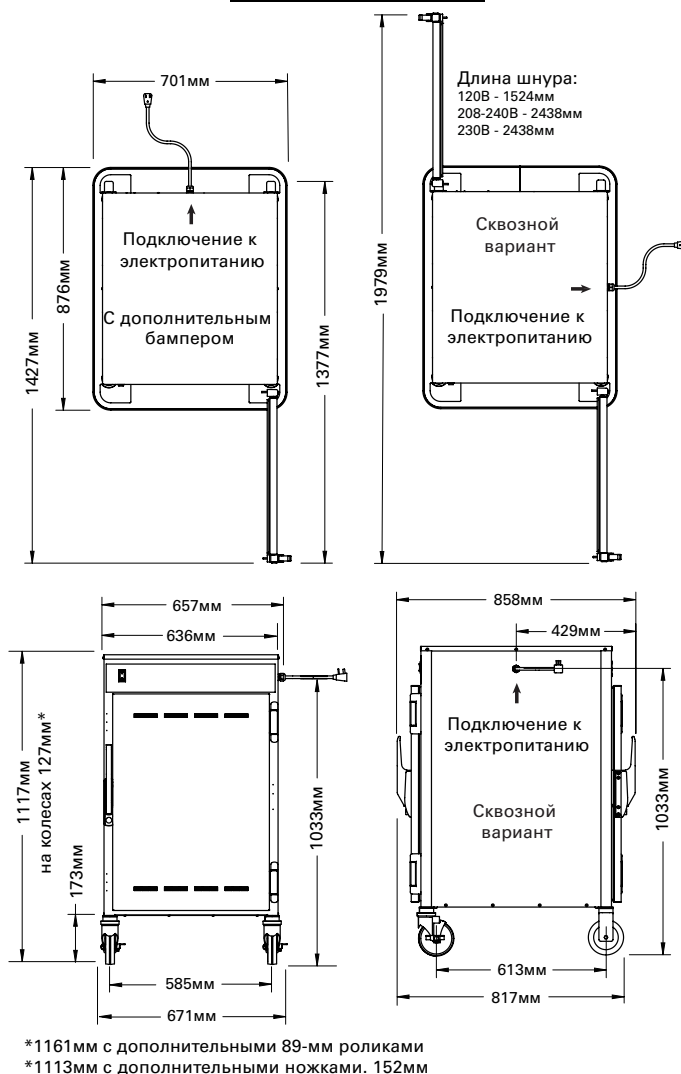 701мм
Длина шнура:
120В - 1524мм
208-240В - 2438мм
230В - 2438мм
1427мм
876мм
Подключение к
электропитанию
С дополнительным
бампером
1377мм
1979мм
Сквозной
вариант
Подключение к
электропитанию
657мм
636мм
1117мм
на колесах 127мм*
173мм
1033мм
585мм
671мм
858мм
429мм
Подключение к
электропитанию
Сквозной
вариант
1033мм
613мм
817мм
*1161мм с дополнительными 89-мм роликами
*1113мм с дополнительными ножками. 152мм